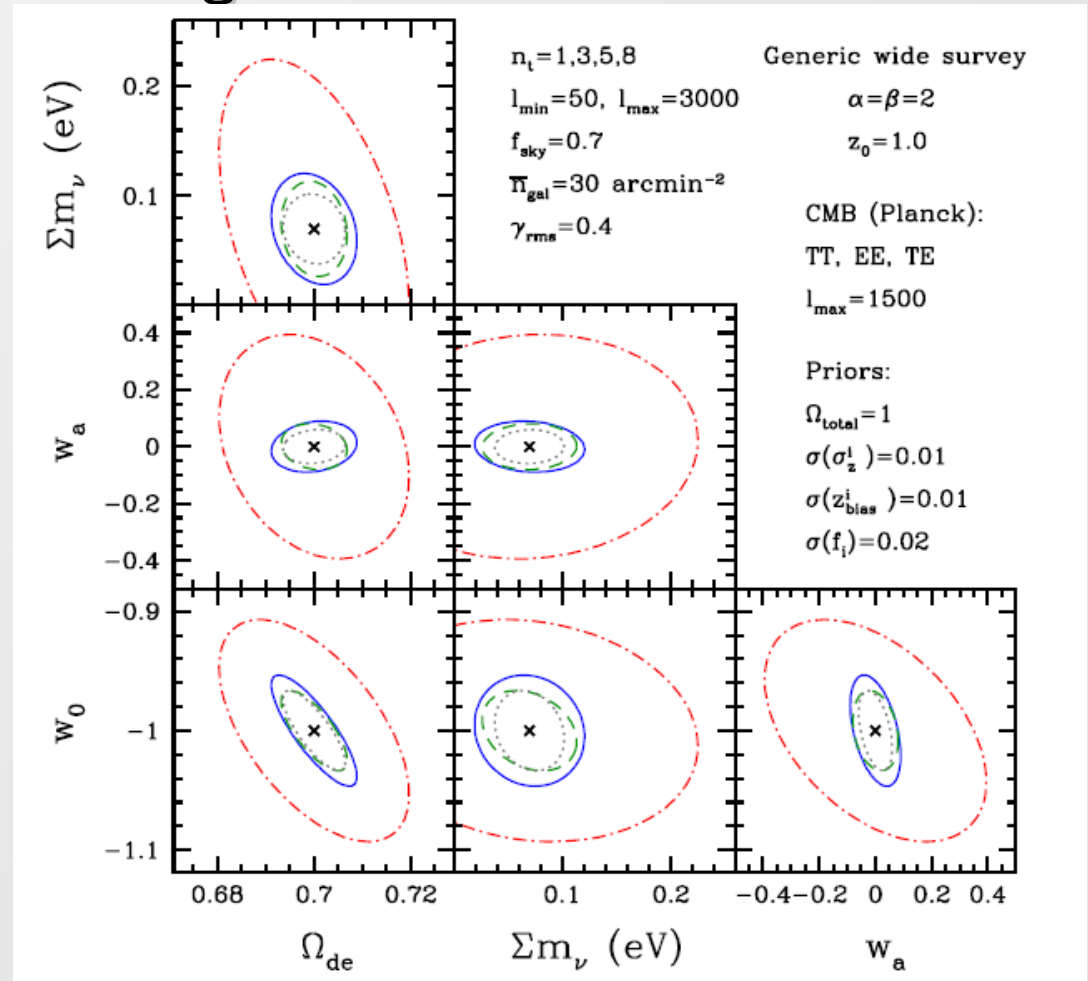 n_t=1,3,5,8
l_min=50, l_max=3000
f_sky=0.7
n̅_gal=30 arcmin⁻²
γ_rms=0.4
Generic wide survey
α=β=2
z_0=1.0
CMB (Planck):
TT, EE, TE
l_max=1500
Priors:
Ω_total=1
σ(σ_z^i)=0.01
σ(z_bias^i)=0.01
σ(f_i)=0.02
Σm_ν (eV)
0.2
0.1
w_a
0.4
0.2
0
−0.2
−0.4
w_0
−0.9
−1
−1.1
0.68 0.7 0.72
Ω_de
0.1 0.2
Σm_ν (eV)
−0.4 −0.2 0 0.2 0.4
w_a